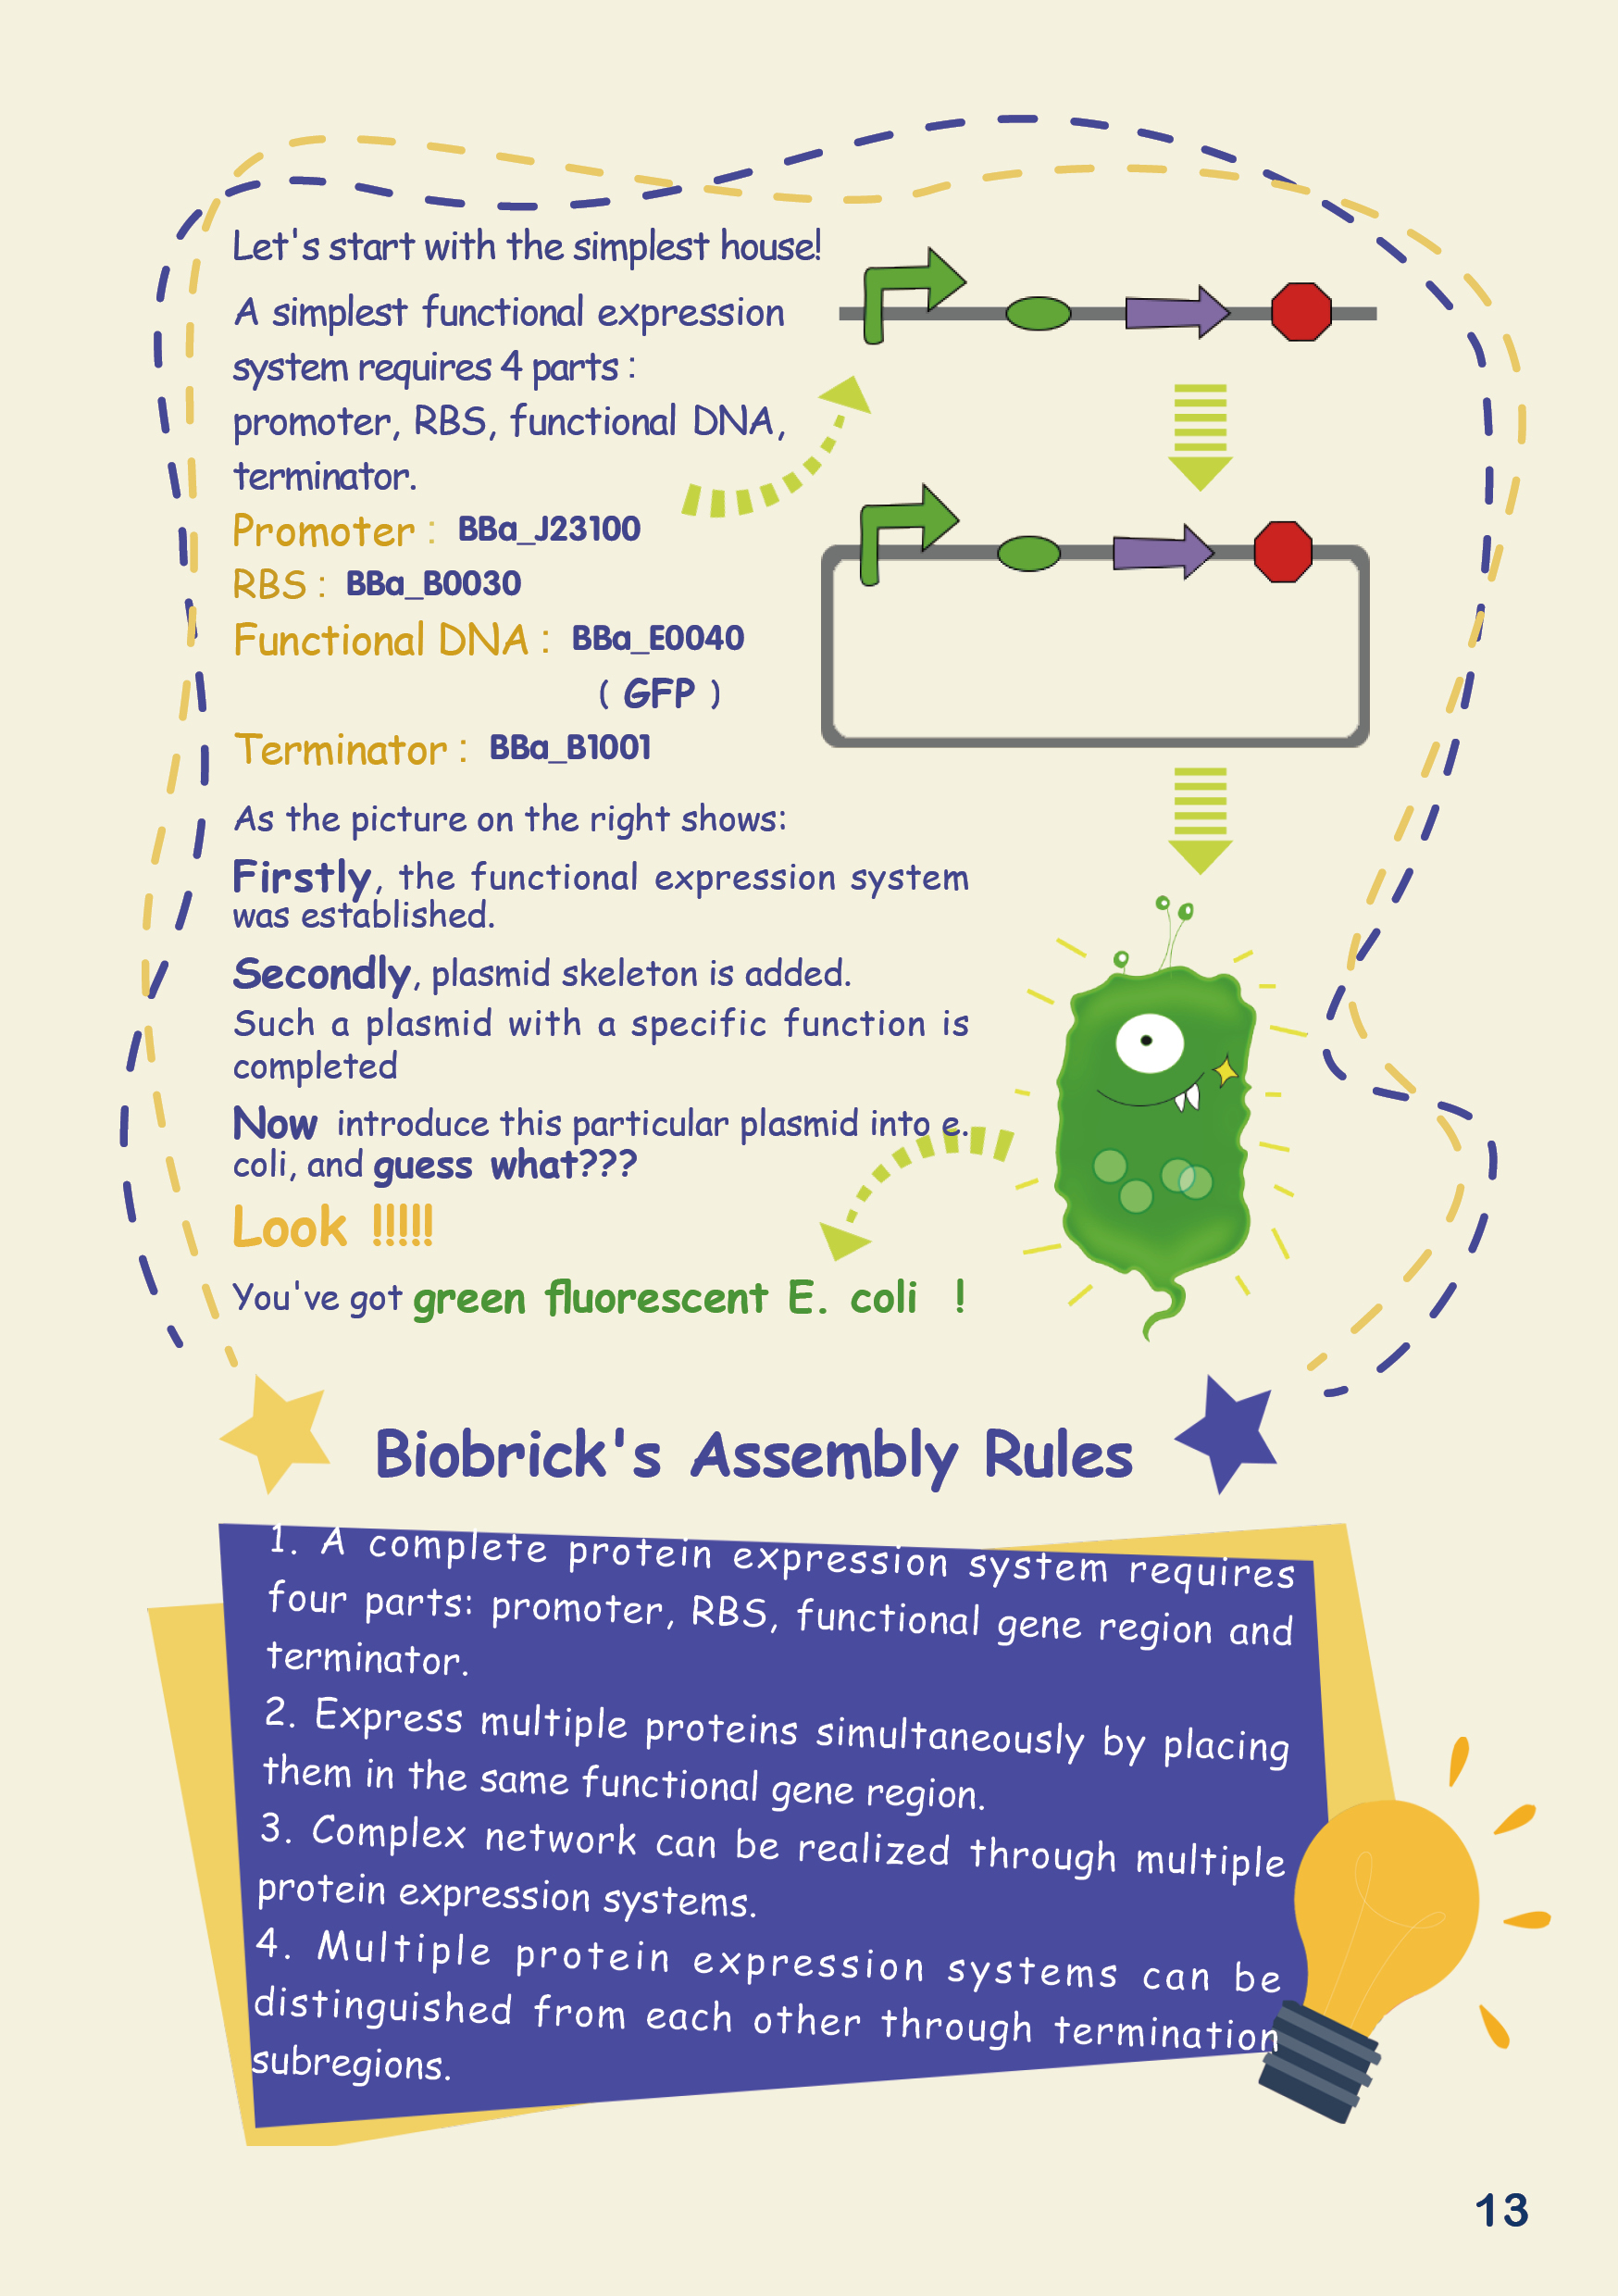 Let's start with the simplest house!
A simplest functional expression
system requires 4 parts :
promoter, RBS, functional DNA,
terminator.
Promoter : BBa_J23100
RBS : BBa_B0030
Functional DNA : BBa_E0040
( GFP )
Terminator : BBa_B1001
As the picture on the right shows:
Firstly, the functional expression system
was established.
Secondly, plasmid skeleton is added.
Such a plasmid with a specific function is
completed
Now introduce this particular plasmid into e.
coli, and guess what???
Look !!!!!
You've got green fluorescent E. coli !
Biobrick's Assembly Rules
1. A complete protein expression system requires
four parts: promoter, RBS, functional gene region and
terminator.
2. Express multiple proteins simultaneously by placing
them in the same functional gene region.
3. Complex network can be realized through multiple
protein expression systems.
4. Multiple protein expression systems can be
distinguished from each other through termination
subregions.
13